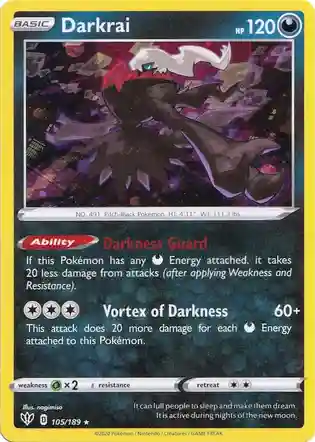 BASIC Darkrai HP 120
NO. 491 Pitch-Black Pokémon HT: 4'11" WT: 111.3 lbs.
Ability Darkness Guard
If this Pokémon has any Energy attached, it takes
20 less damage from attacks (after applying Weakness and
Resistance).
Vortex of Darkness 60+
This attack does 20 more damage for each Energy
attached to this Pokémon.
weakness ×2 resistance retreat
Illus. nagimiso
105/189
It can lull people to sleep and make them dream.
It is active during nights of the new moon.
©2020 Pokémon / Nintendo / Creatures / GAME FREAK